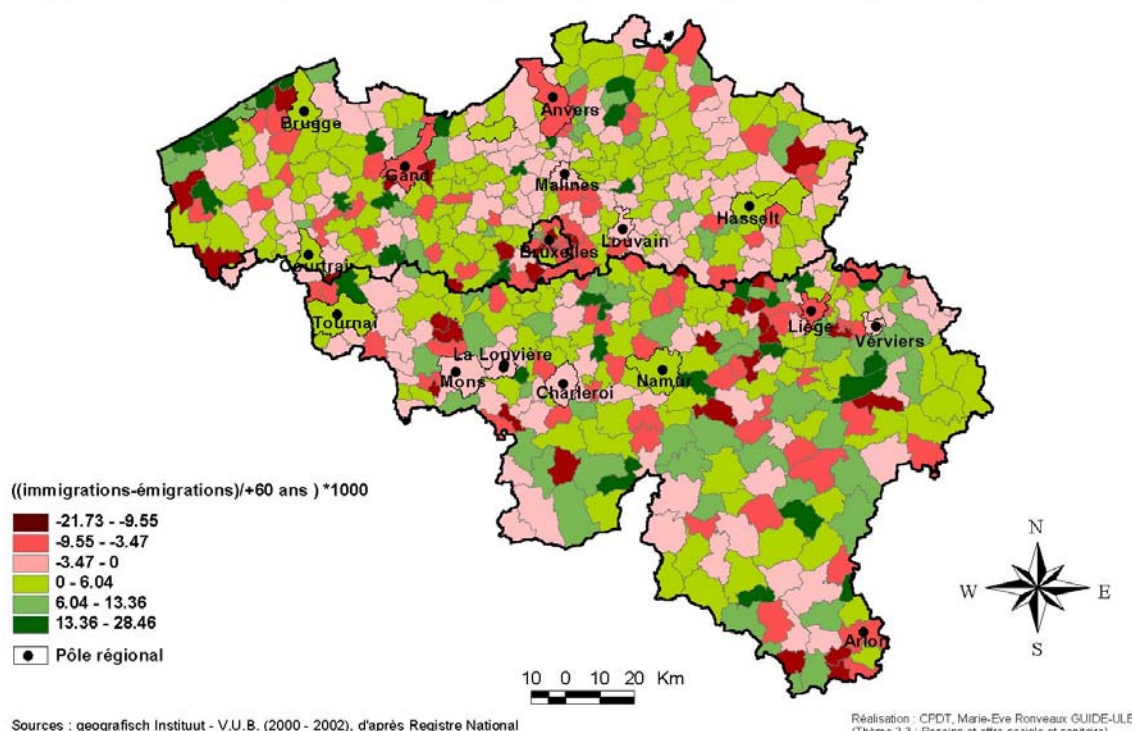 Brugge
Anvers
Gand
Malines
Hasselt
Bruxelles
Louvain
Courtrai
Tournai
Liège
Verviers
La Louvière
Mons
Charleroi
Namur
Arlon
((immigrations-émigrations)/+60 ans ) *1000
-21.73 - -9.55
-9.55 - -3.47
-3.47 - 0
0 - 6.04
6.04 - 13.36
13.36 - 28.46
Pôle régional
N
W E
S
10 0 10 20 Km
Sources : geografisch Instituut - V.U.B. (2000 - 2002), d'après Registre National
Réalisation : CPDT, Marie-Eve Ronveaux GUIDE-ULB